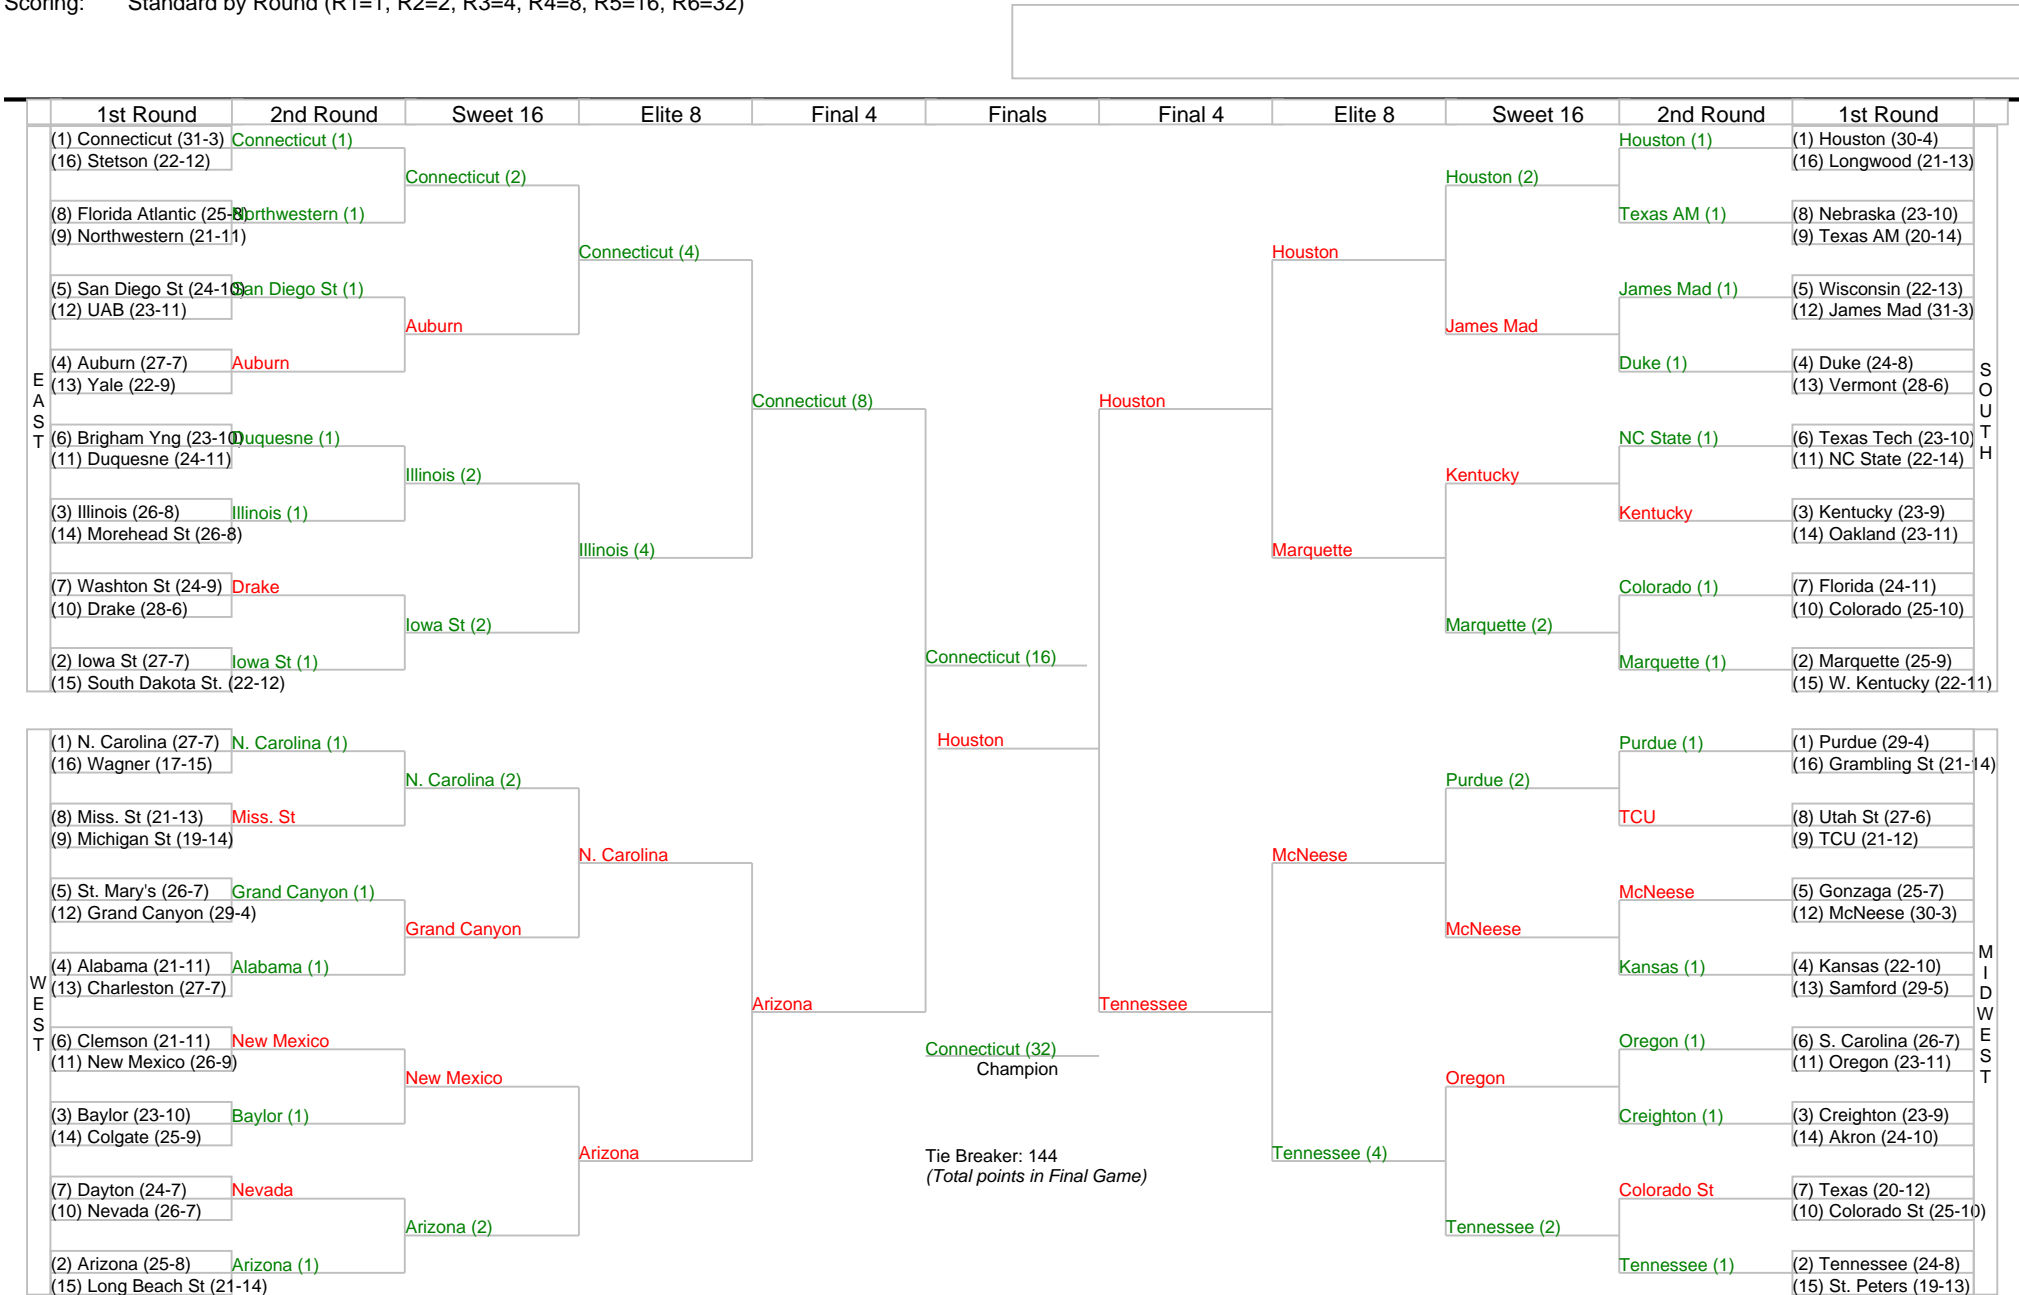 Scoring: Standard by Round (R1=1, R2=2, R3=4, R4=8, R5=16, R6=32)
1st Round 2nd Round Sweet 16 Elite 8 Final 4 Finals Final 4 Elite 8 Sweet 16 2nd Round 1st Round
EAST
(1) Connecticut (31-3)
(16) Stetson (22-12)
(8) Florida Atlantic (25-8)
(9) Northwestern (21-11)
(5) San Diego St (24-10)
(12) UAB (23-11)
(4) Auburn (27-7)
(13) Yale (22-9)
(6) Brigham Yng (23-10)
(11) Duquesne (24-11)
(3) Illinois (26-8)
(14) Morehead St (26-8)
(7) Washton St (24-9)
(10) Drake (28-6)
(2) Iowa St (27-7)
(15) South Dakota St. (22-12)
Connecticut (1)
Northwestern (1)
San Diego St (1)
Auburn
Duquesne (1)
Illinois (1)
Drake
Iowa St (1)
Connecticut (2)
Auburn
Illinois (2)
Iowa St (2)
Connecticut (4)
Illinois (4)
Connecticut (8)
WEST
(1) N. Carolina (27-7)
(16) Wagner (17-15)
(8) Miss. St (21-13)
(9) Michigan St (19-14)
(5) St. Mary's (26-7)
(12) Grand Canyon (29-4)
(4) Alabama (21-11)
(13) Charleston (27-7)
(6) Clemson (21-11)
(11) New Mexico (26-9)
(3) Baylor (23-10)
(14) Colgate (25-9)
(7) Dayton (24-7)
(10) Nevada (26-7)
(2) Arizona (25-8)
(15) Long Beach St (21-14)
N. Carolina (1)
Miss. St
Grand Canyon (1)
Alabama (1)
New Mexico
Baylor (1)
Nevada
Arizona (1)
N. Carolina (2)
Grand Canyon
New Mexico
Arizona (2)
N. Carolina
Arizona
Arizona
Connecticut (16)
Houston
Connecticut (32)
Champion
Tie Breaker: 144
(Total points in Final Game)
Houston
Houston
Marquette
Houston (2)
James Mad
Kentucky
Marquette (2)
Houston (1)
Texas AM (1)
James Mad (1)
Duke (1)
NC State (1)
Kentucky
Colorado (1)
Marquette (1)
(1) Houston (30-4)
(16) Longwood (21-13)
(8) Nebraska (23-10)
(9) Texas AM (20-14)
(5) Wisconsin (22-13)
(12) James Mad (31-3)
(4) Duke (24-8)
(13) Vermont (28-6)
(6) Texas Tech (23-10)
(11) NC State (22-14)
(3) Kentucky (23-9)
(14) Oakland (23-11)
(7) Florida (24-11)
(10) Colorado (25-10)
(2) Marquette (25-9)
(15) W. Kentucky (22-11)
SOUTH
Tennessee
McNeese
Tennessee (4)
Purdue (2)
McNeese
Oregon
Tennessee (2)
Purdue (1)
TCU
McNeese
Kansas (1)
Oregon (1)
Creighton (1)
Colorado St
Tennessee (1)
(1) Purdue (29-4)
(16) Grambling St (21-14)
(8) Utah St (27-6)
(9) TCU (21-12)
(5) Gonzaga (25-7)
(12) McNeese (30-3)
(4) Kansas (22-10)
(13) Samford (29-5)
(6) S. Carolina (26-7)
(11) Oregon (23-11)
(3) Creighton (23-9)
(14) Akron (24-10)
(7) Texas (20-12)
(10) Colorado St (25-10)
(2) Tennessee (24-8)
(15) St. Peters (19-13)
MIDWEST